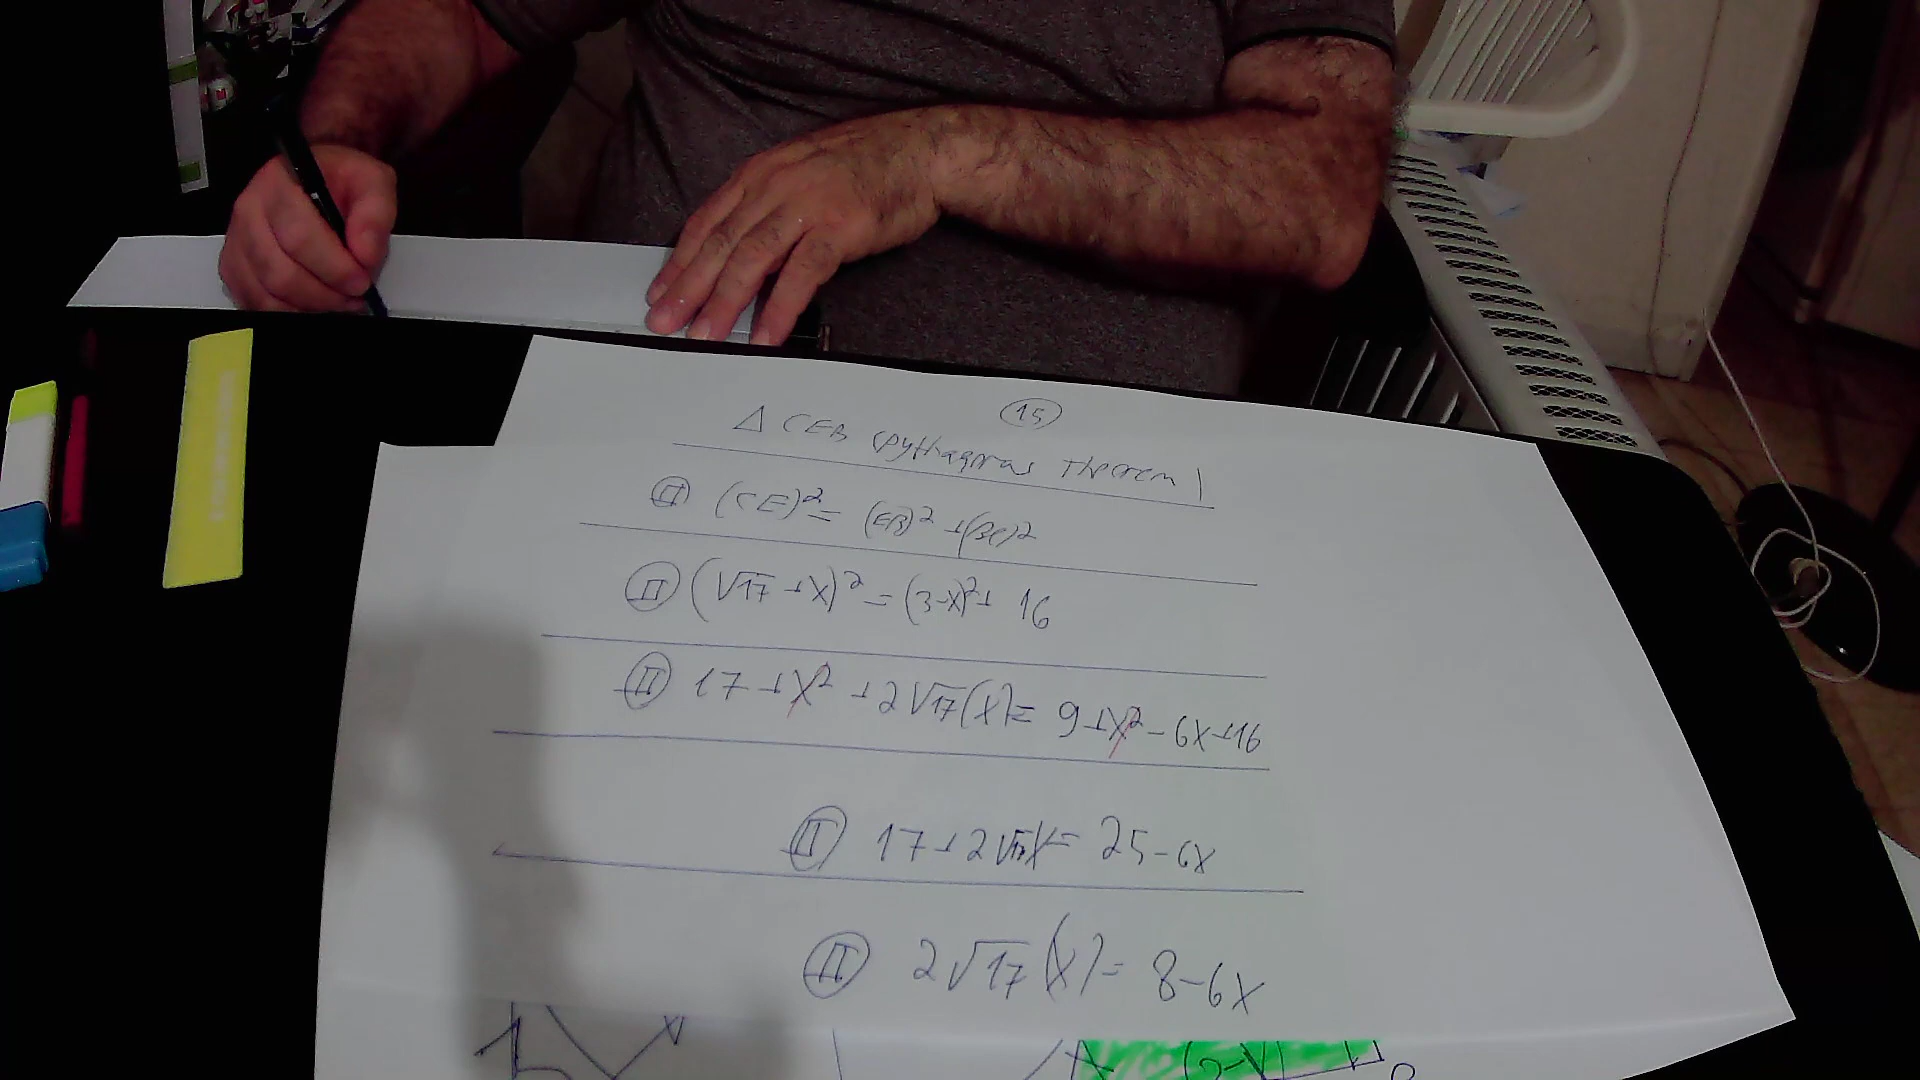 15
Δ CEB (pythagoras Theorem)
II (CE)² = (EB)² + (BC)²
II (√17 + X)² = (3-X)² + 16
II 17 + X² + 2√17(X) = 9 + X² - 6X + 16
II 17 + 2√17X = 25 - 6X
II 2√17(X) = 8 - 6X